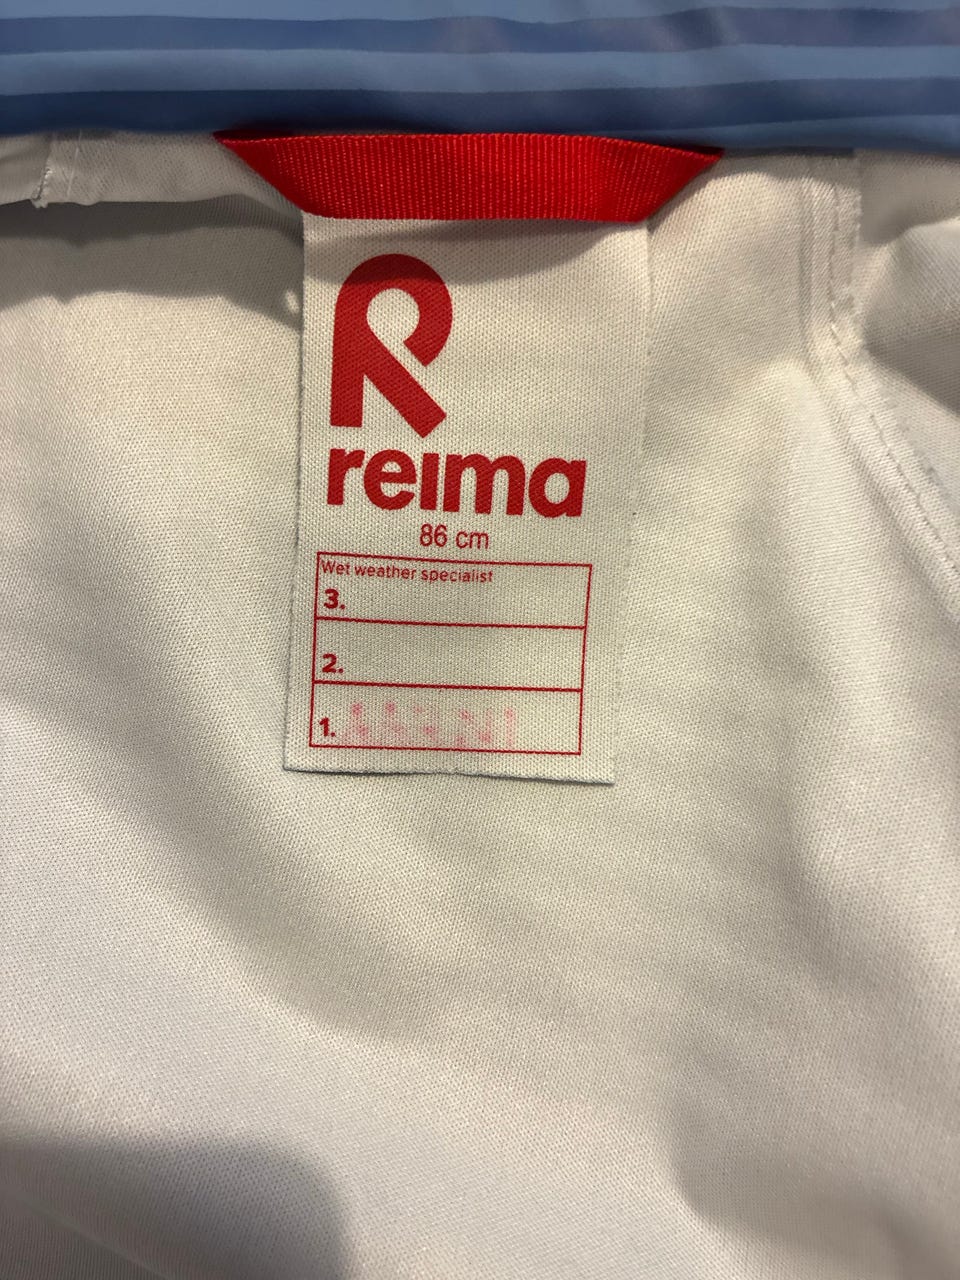 reima
86 cm
Wet weather specialist
3.
2.
1.